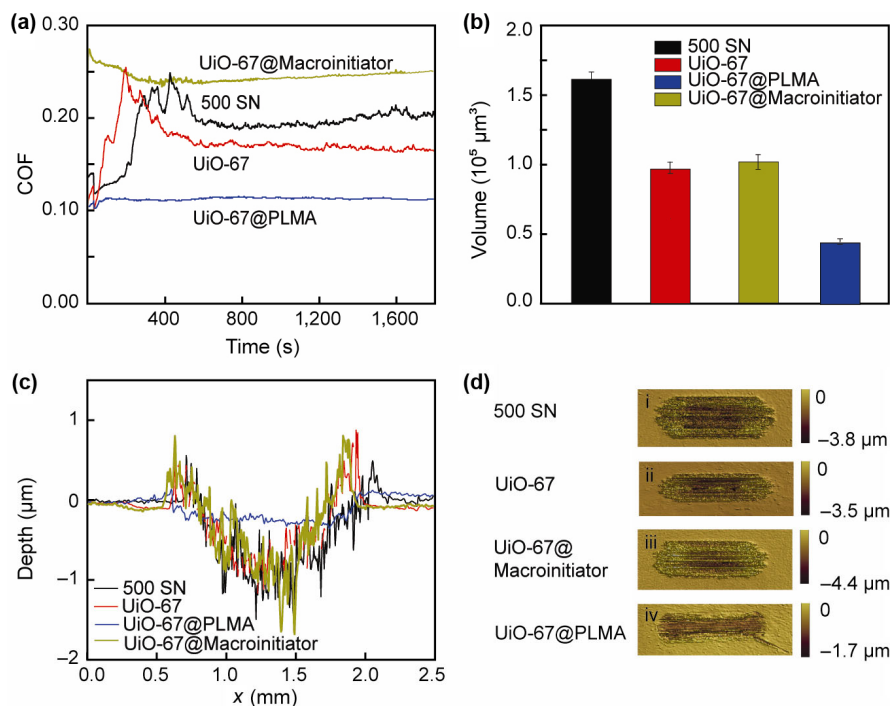 (a)
0.30
0.20
0.10
0.00
COF
UiO-67@Macroinitiator
500 SN
UiO-67
UiO-67@PLMA
400
800
1,200
1,600
Time (s)
(b)
2.0
1.5
1.0
0.5
0.0
Volume (10⁵ μm³)
500 SN
UiO-67
UiO-67@PLMA
UiO-67@Macroinitiator
(c)
1
0
–1
–2
Depth (μm)
500 SN
UiO-67
UiO-67@PLMA
UiO-67@Macroinitiator
0.0
0.5
1.0
1.5
2.0
2.5
x (mm)
(d)
500 SN
i
0
–3.8 μm
UiO-67
ii
0
–3.5 μm
UiO-67@
Macroinitiator
iii
0
–4.4 μm
UiO-67@PLMA
iv
0
–1.7 μm